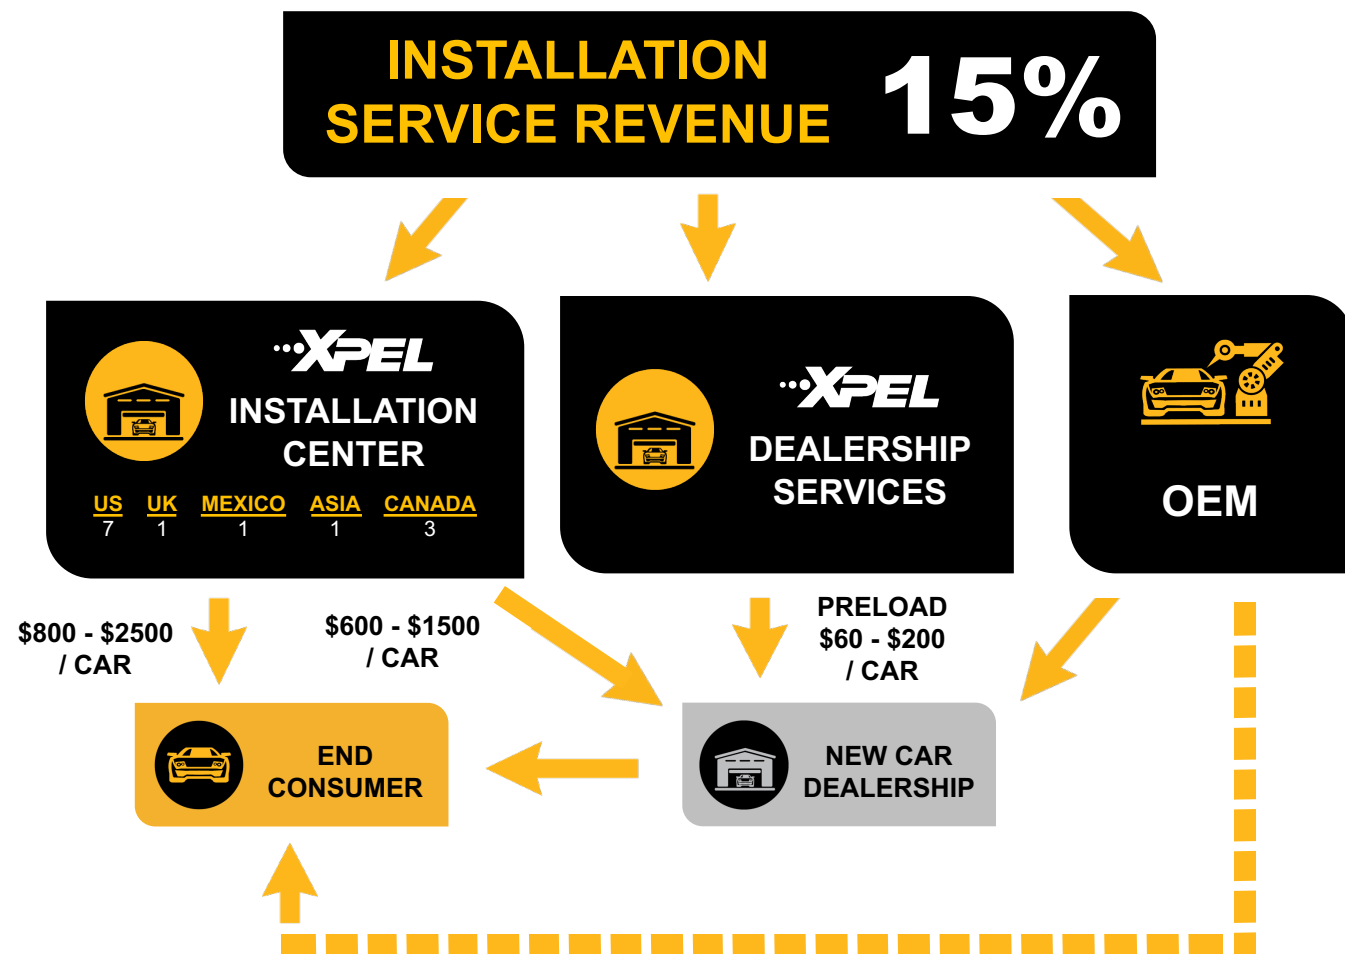 INSTALLATION
SERVICE REVENUE
15%
XPEL
INSTALLATION
CENTER
US UK MEXICO ASIA CANADA
7 1 1 1 3
XPEL
DEALERSHIP
SERVICES
OEM
$800 - $2500
/ CAR
$600 - $1500
/ CAR
PRELOAD
$60 - $200
/ CAR
END
CONSUMER
NEW CAR
DEALERSHIP